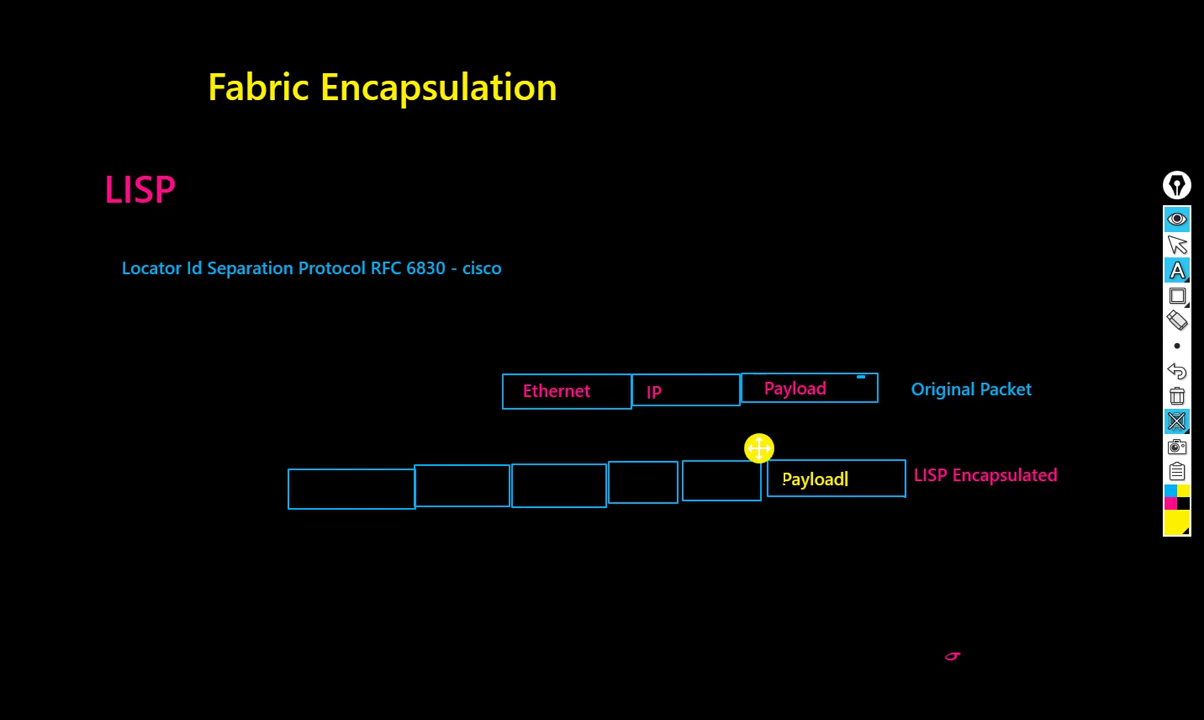 Fabric Encapsulation
LISP
Locator Id Separation Protocol RFC 6830 - cisco
Ethernet IP Payload Original Packet
Payload LISP Encapsulated
A